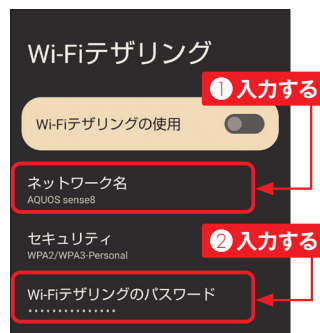 Wi-Fiテザリング
① 入力する
Wi-Fiテザリングの使用
ネットワーク名
AQUOS sense8
セキュリティ
WPA2/WPA3-Personal
② 入力する
Wi-Fiテザリングのパスワード
···············